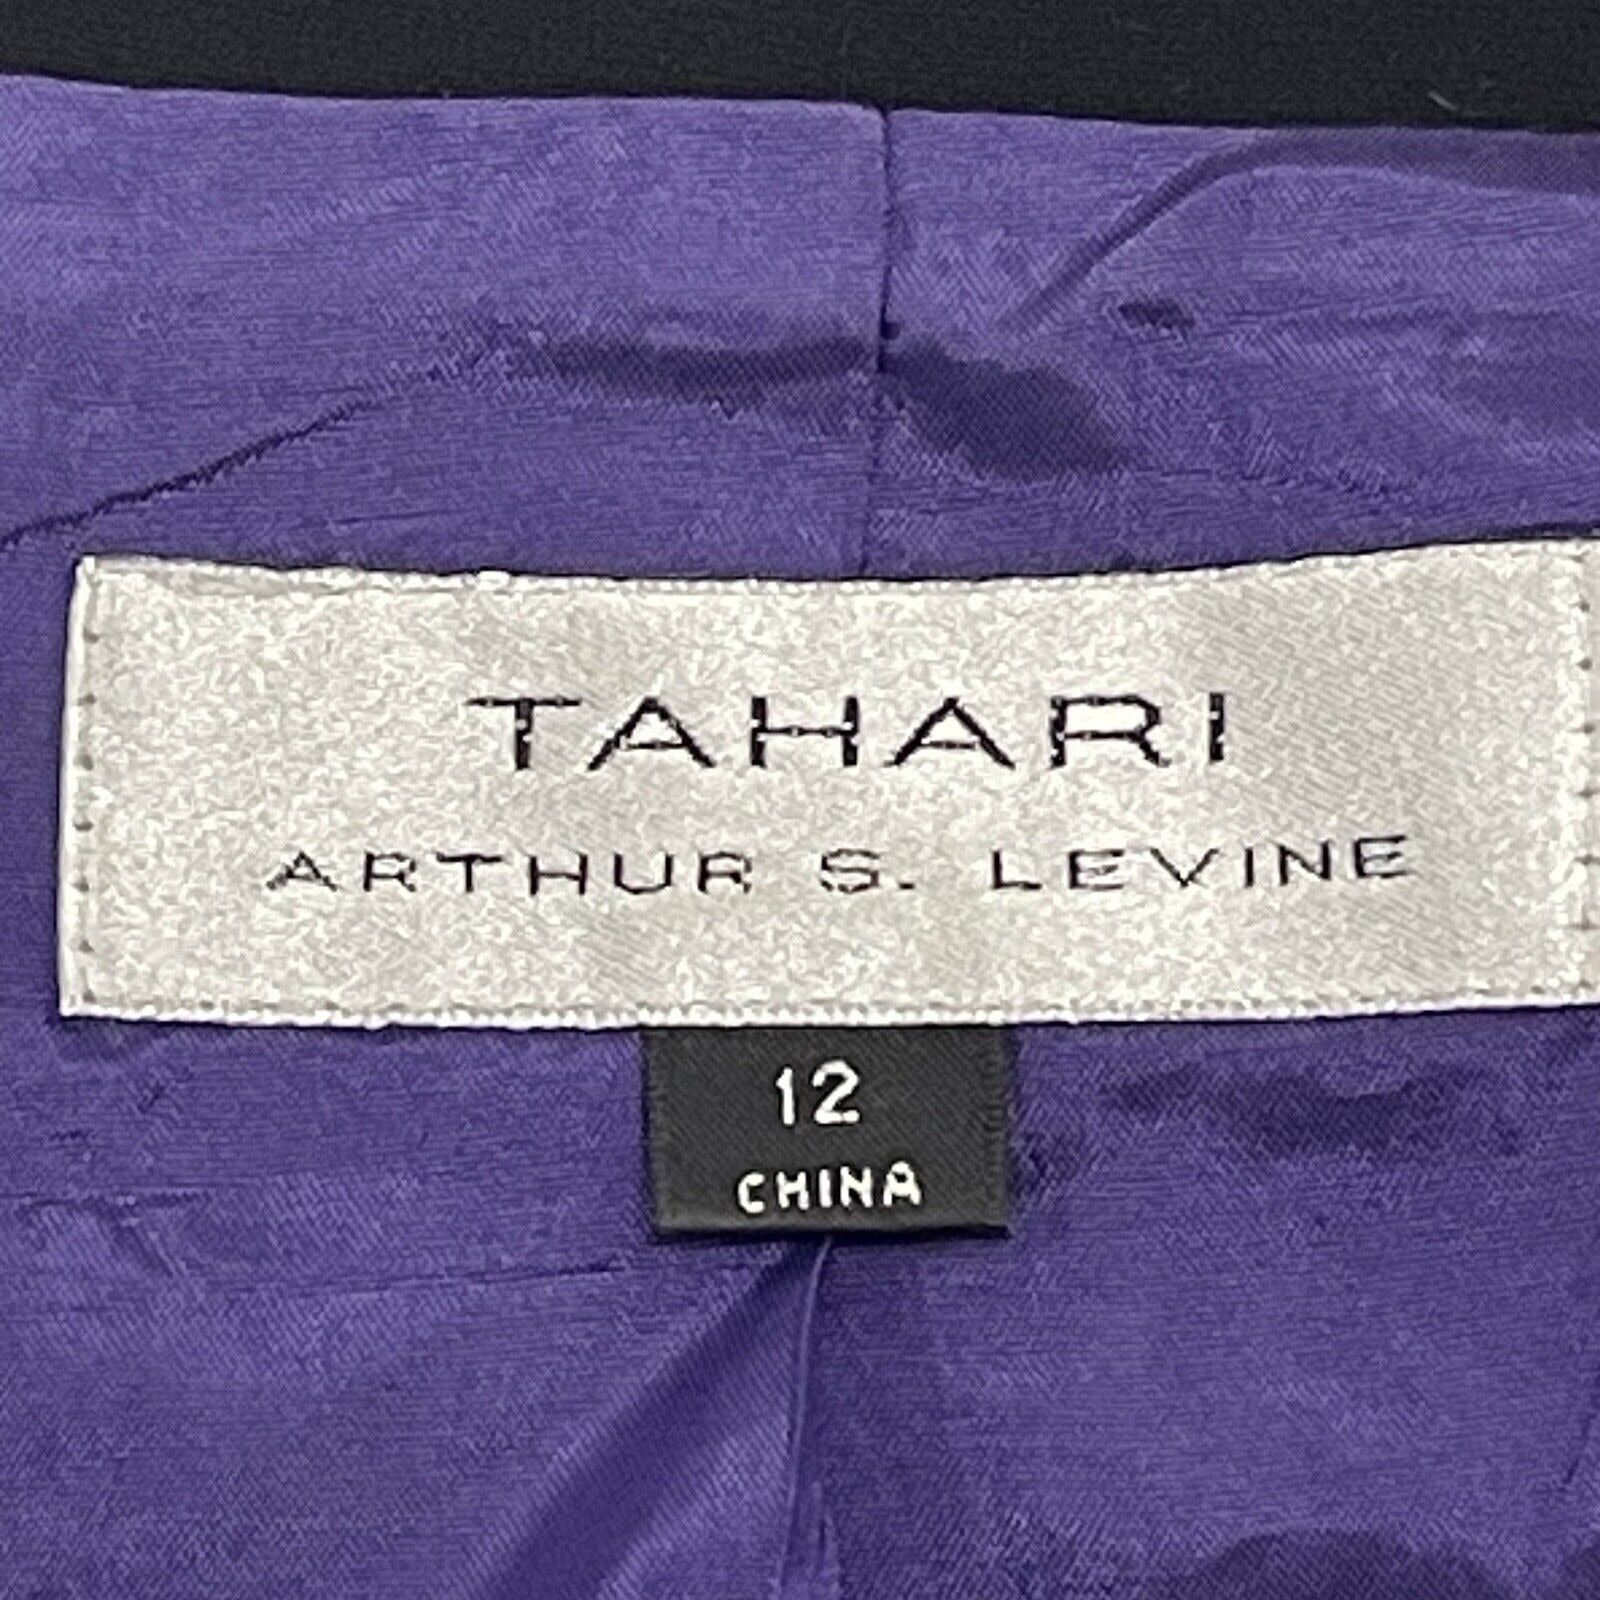 TAHARI
ARTHUR S. LEVINE
12
CHINA